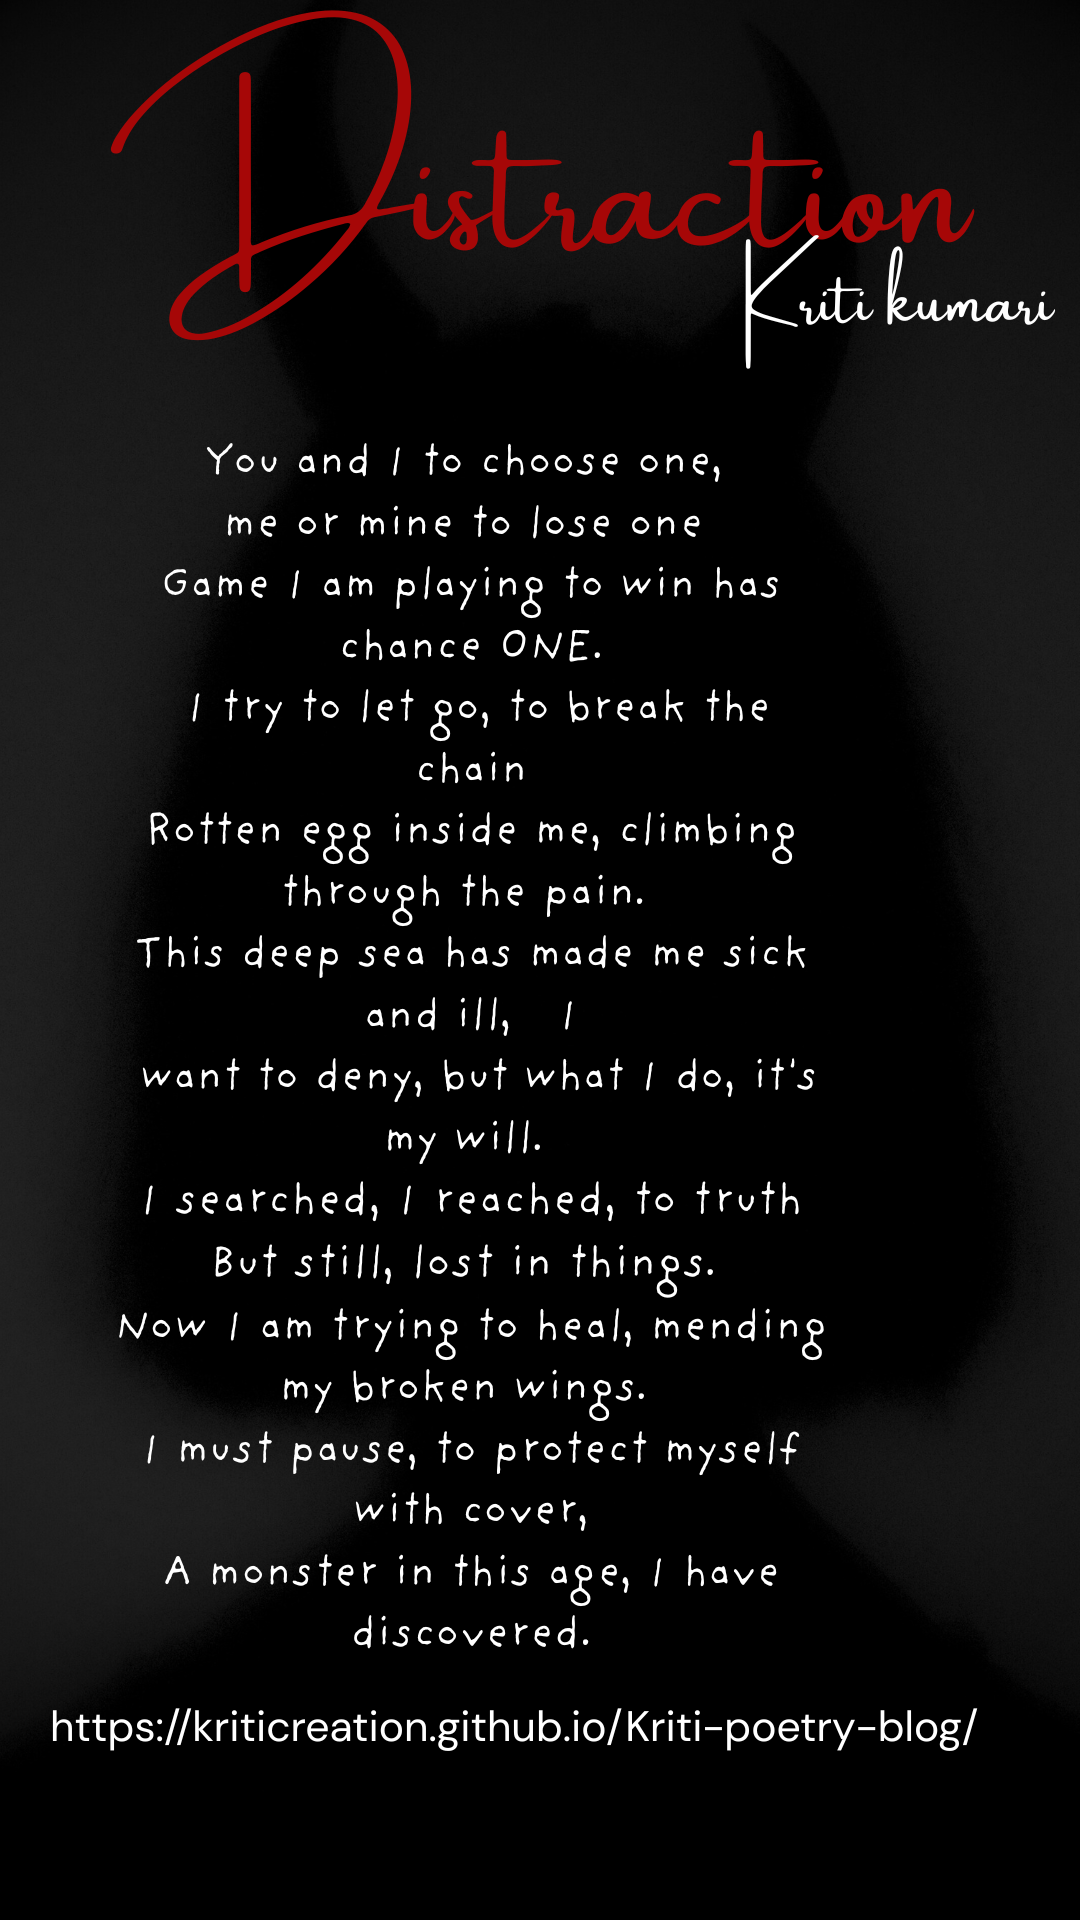 Distraction
Kriti kumari
You and I to choose one,
me or mine to lose one
Game I am playing to win has
chance ONE.
I try to let go, to break the
chain
Rotten egg inside me, climbing
through the pain.
This deep sea has made me sick
and ill, I
want to deny, but what I do, it's
my will.
I searched, I reached, to truth
But still, lost in things.
Now I am trying to heal, mending
my broken wings.
I must pause, to protect myself
with cover,
A monster in this age, I have
discovered.
https://kriticreation.github.io/Kriti-poetry-blog/